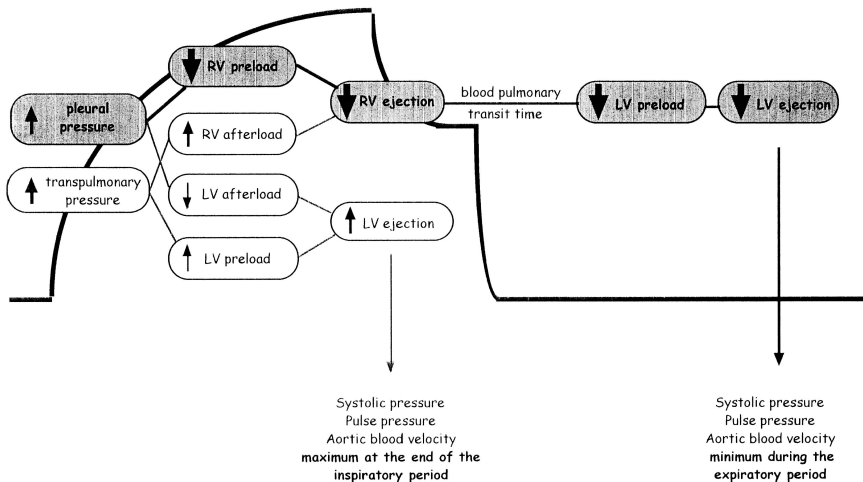 RV preload
pleural
pressure
RV ejection
blood pulmonary
transit time
LV preload
LV ejection
RV afterload
transpulmonary
pressure
LV afterload
LV ejection
LV preload
Systolic pressure
Pulse pressure
Aortic blood velocity
maximum at the end of the
inspiratory period
Systolic pressure
Pulse pressure
Aortic blood velocity
minimum during the
expiratory period